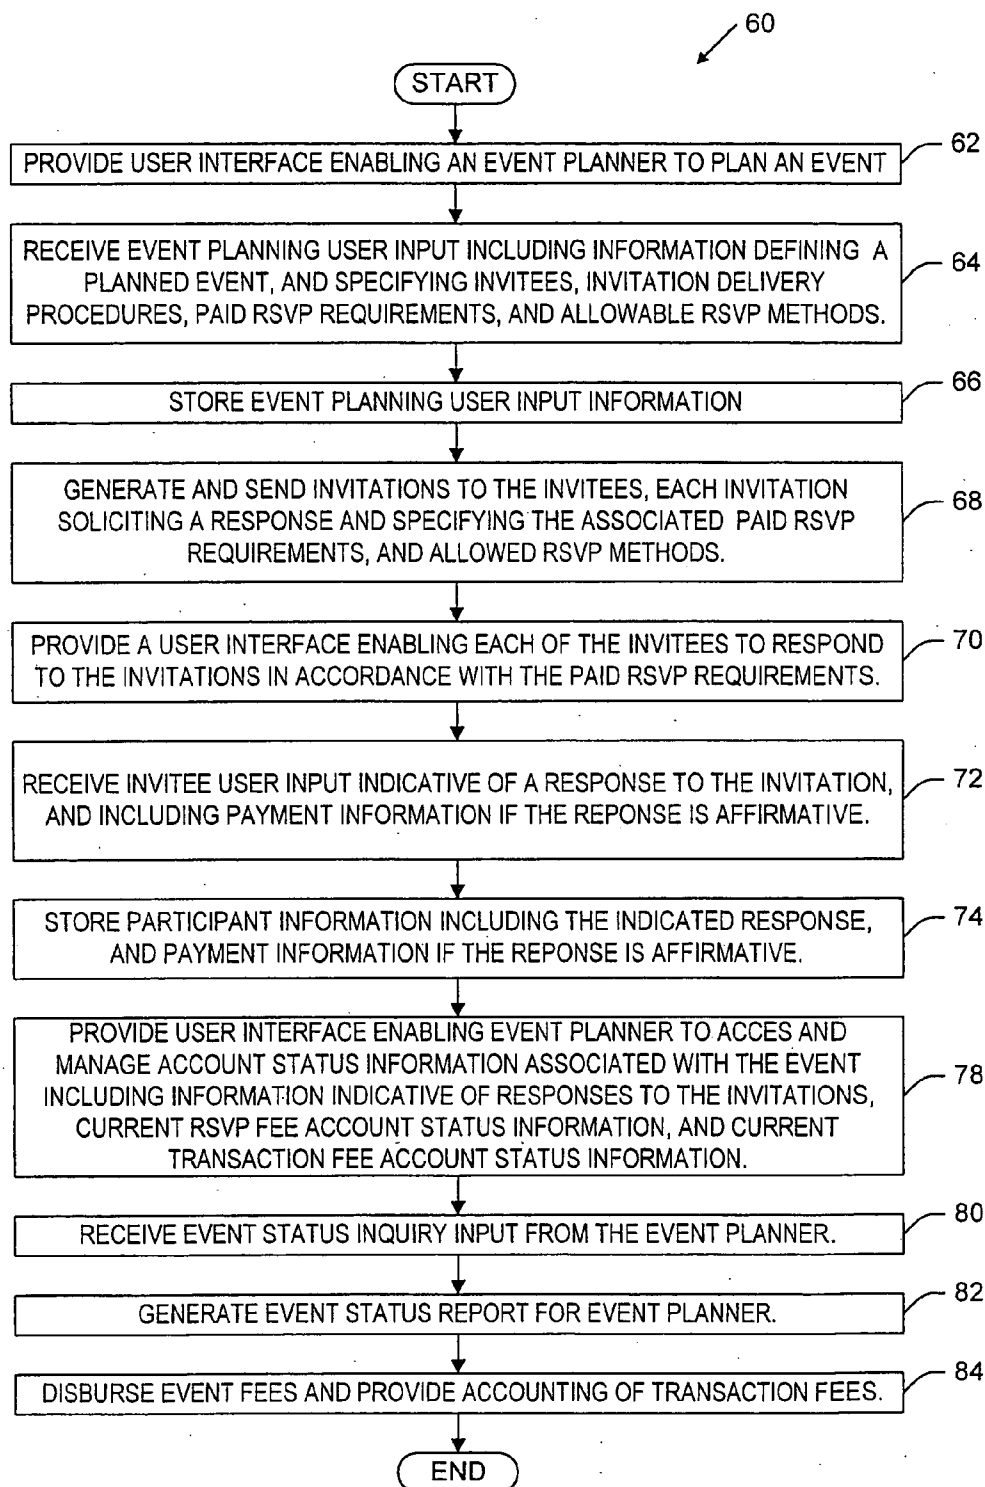 60
START
PROVIDE USER INTERFACE ENABLING AN EVENT PLANNER TO PLAN AN EVENT
62
RECEIVE EVENT PLANNING USER INPUT INCLUDING INFORMATION DEFINING A
PLANNED EVENT, AND SPECIFYING INVITEES, INVITATION DELIVERY
PROCEDURES, PAID RSVP REQUIREMENTS, AND ALLOWABLE RSVP METHODS.
64
STORE EVENT PLANNING USER INPUT INFORMATION
66
GENERATE AND SEND INVITATIONS TO THE INVITEES, EACH INVITATION
SOLICITING A RESPONSE AND SPECIFYING THE ASSOCIATED PAID RSVP
REQUIREMENTS, AND ALLOWED RSVP METHODS.
68
PROVIDE A USER INTERFACE ENABLING EACH OF THE INVITEES TO RESPOND
TO THE INVITATIONS IN ACCORDANCE WITH THE PAID RSVP REQUIREMENTS.
70
RECEIVE INVITEE USER INPUT INDICATIVE OF A RESPONSE TO THE INVITATION,
AND INCLUDING PAYMENT INFORMATION IF THE REPONSE IS AFFIRMATIVE.
72
STORE PARTICIPANT INFORMATION INCLUDING THE INDICATED RESPONSE,
AND PAYMENT INFORMATION IF THE REPONSE IS AFFIRMATIVE.
74
PROVIDE USER INTERFACE ENABLING EVENT PLANNER TO ACCES AND
MANAGE ACCOUNT STATUS INFORMATION ASSOCIATED WITH THE EVENT
INCLUDING INFORMATION INDICATIVE OF RESPONSES TO THE INVITATIONS,
CURRENT RSVP FEE ACCOUNT STATUS INFORMATION, AND CURRENT
TRANSACTION FEE ACCOUNT STATUS INFORMATION.
78
RECEIVE EVENT STATUS INQUIRY INPUT FROM THE EVENT PLANNER.
80
GENERATE EVENT STATUS REPORT FOR EVENT PLANNER.
82
DISBURSE EVENT FEES AND PROVIDE ACCOUNTING OF TRANSACTION FEES.
84
END